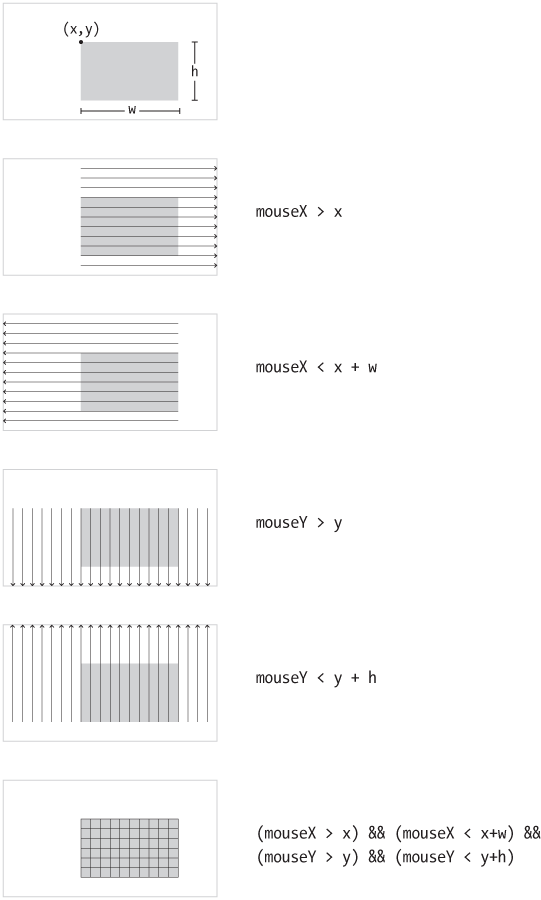 (x,y)
h
w
mouseX > x
mouseX < x + w
mouseY > y
mouseY < y + h
(mouseX > x) && (mouseX < x+w) &&
(mouseY > y) && (mouseY < y+h)